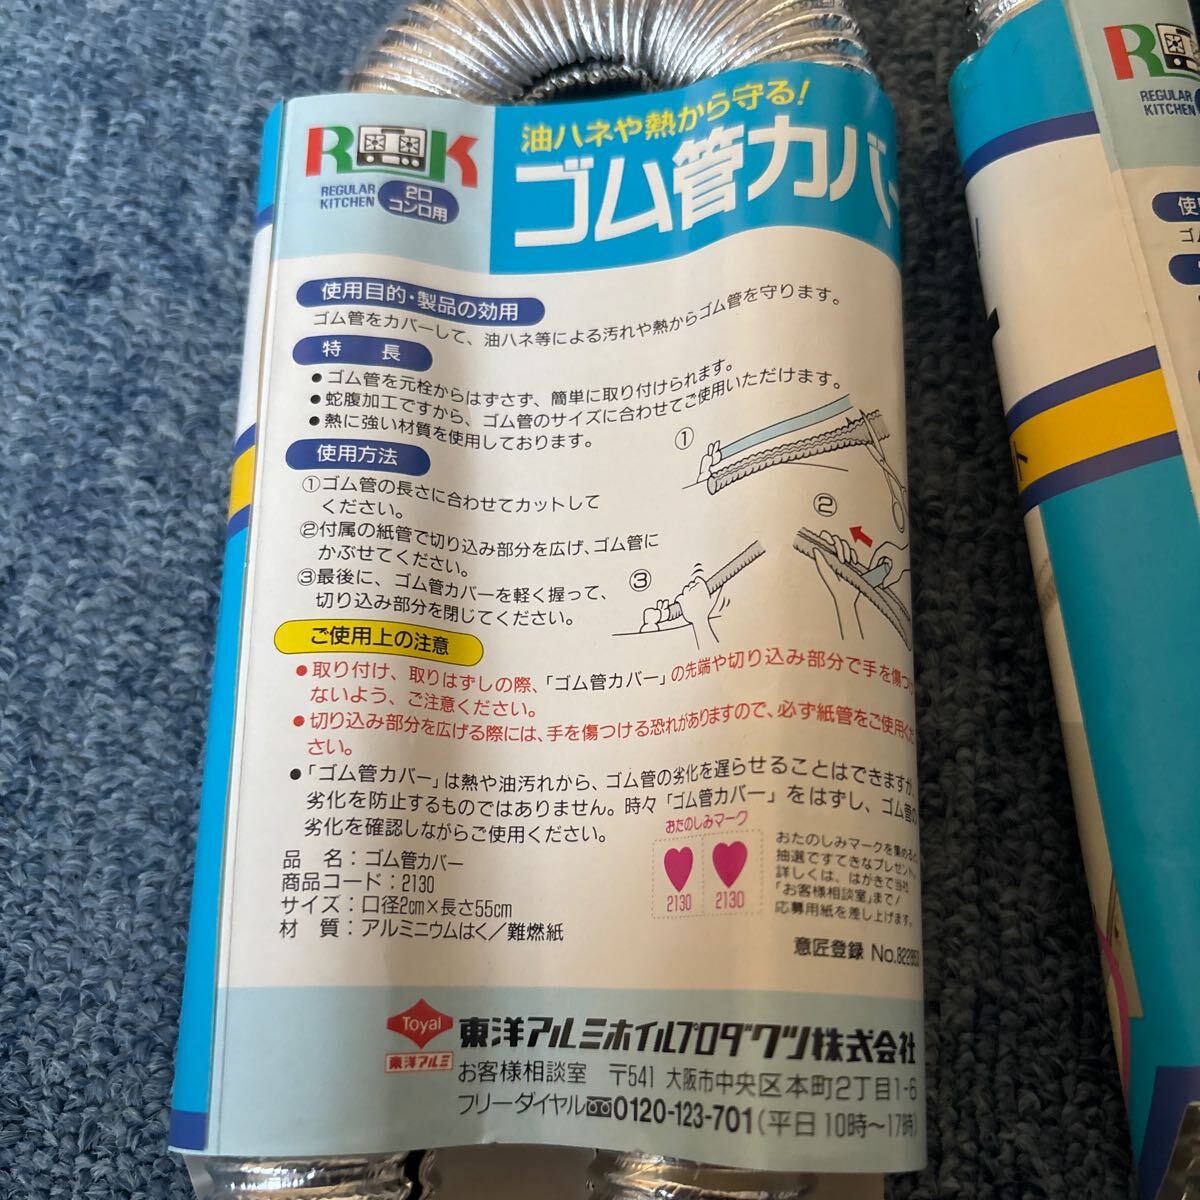 油ハネや熱から守る!
ゴム管カバー
R K
REGULAR
KITCHEN
2口
コンロ用
使用目的・製品の効用
ゴム管をカバーして、油ハネ等による汚れや熱からゴム管を守ります。
特 長
●ゴム管を元栓からはずさず、簡単に取り付けられます。
●蛇腹加工ですから、ゴム管のサイズに合わせてご使用いただけます。
●熱に強い材質を使用しております。
使用方法
①ゴム管の長さに合わせてカットして
ください。
②付属の紙管で切り込み部分を広げ、ゴム管に
かぶせてください。
③最後に、ゴム管カバーを軽く握って、
切り込み部分を閉じてください。
①
②
③
ご使用上の注意
●取り付け、取りはずしの際、「ゴム管カバー」の先端や切り込み部分で手を傷つけ
ないよう、ご注意ください。
●切り込み部分を広げる際には、手を傷つける恐れがありますので、必ず紙管をご使用くだ
さい。
●「ゴム管カバー」は熱や油汚れから、ゴム管の劣化を遅らせることはできますが、
劣化を防止するものではありません。時々「ゴム管カバー」をはずし、ゴム管の
劣化を確認しながらご使用ください。
品 名：ゴム管カバー
商品コード：2130
サイズ：口径2cm×長さ55cm
材 質：アルミニウムはく／難燃紙
おたのしみマーク
2130 2130
おたのしみマークを集めると
抽選ですてきなプレゼント
詳しくは、はがきで当社
「お客様相談室」まで!
応募用紙を差し上げます。
意匠登録 No.82285
Toyal
東洋アルミ
東洋アルミホイルプロダクツ株式会社
お客様相談室 〒541 大阪市中央区本町2丁目1-6
フリーダイヤル 0120-123-701(平日10時〜17時)
R
REGULAR
KITCHEN
使
ゴム